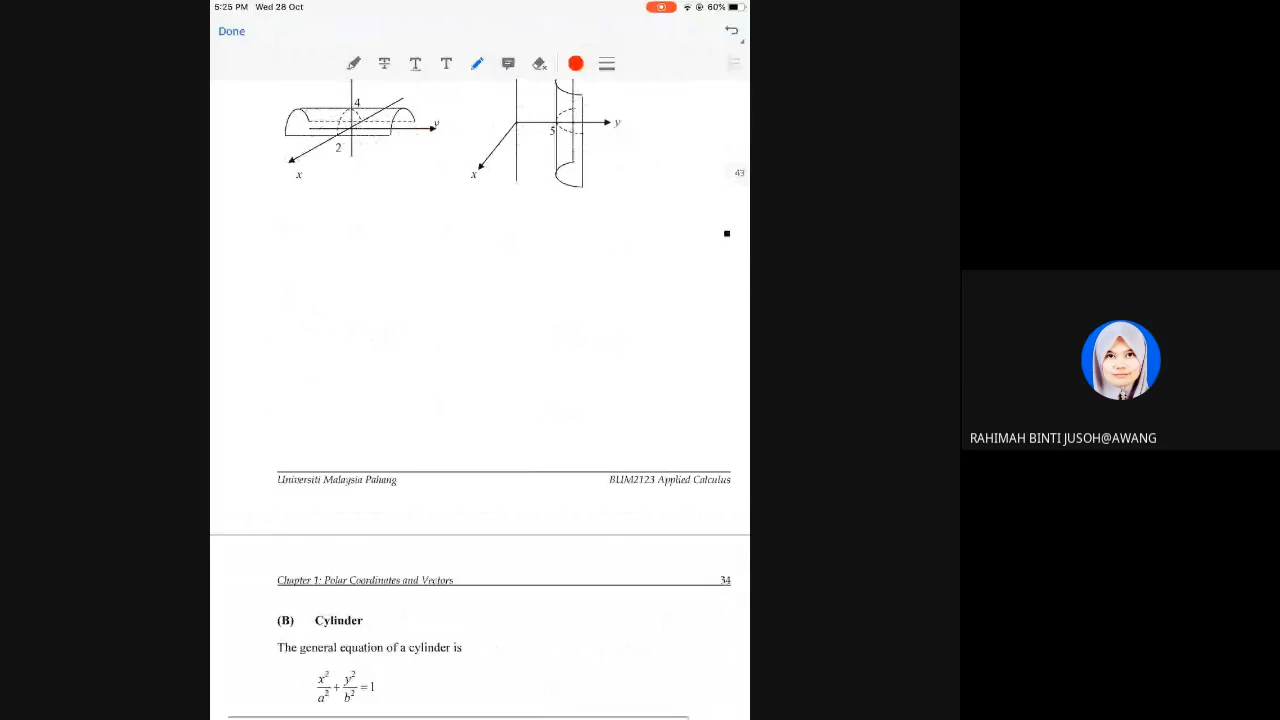 5:25 PM Wed 28 Oct
60%
Done
T T T
4
y
2
x
5
y
x
43
Universiti Malaysia Pahang
BUM2123 Applied Calculus
Chapter 1: Polar Coordinates and Vectors
34
(B) Cylinder
The general equation of a cylinder is
x²/a² + y²/b² = 1
RAHIMAH BINTI JUSOH@AWANG